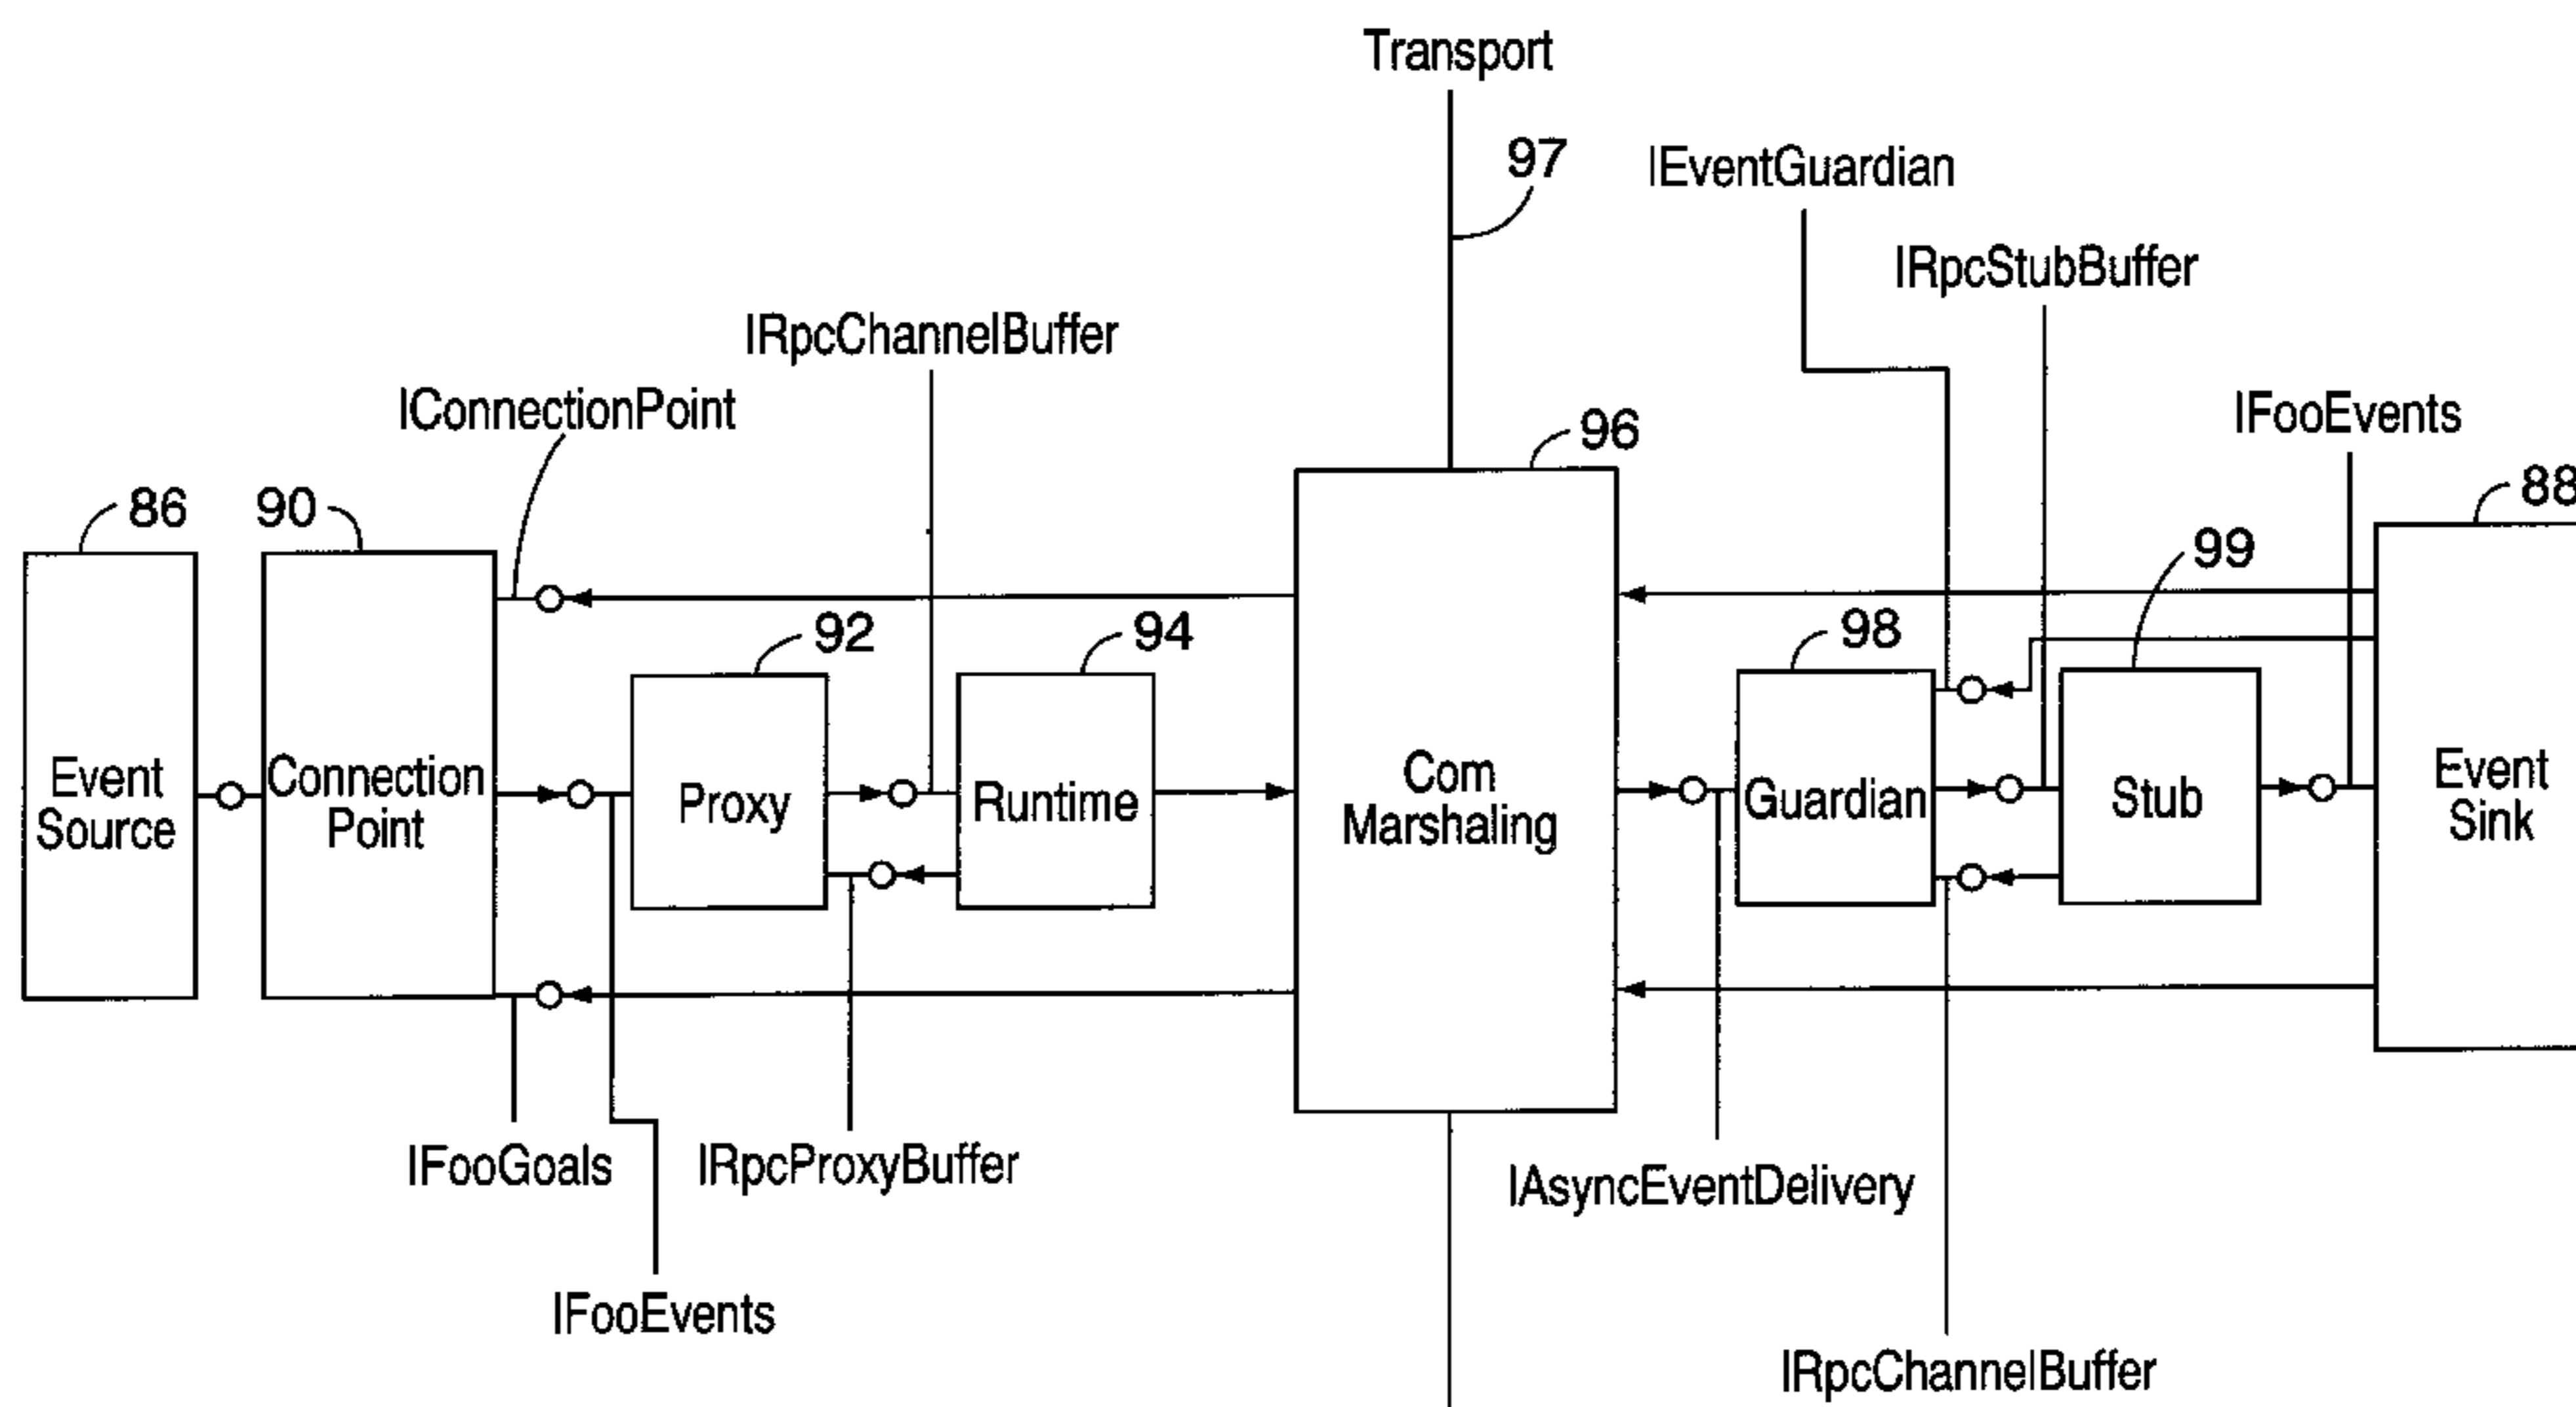 Transport
97
IEventGuardian
IRpcStubBuffer
IRpcChannelBuffer
IConnectionPoint
IFooEvents
96
86
90
88
99
92
94
98
Event
Source
Connection
Point
Proxy
Runtime
Com
Marshaling
Guardian
Stub
Event
Sink
IFooGoals
IRpcProxyBuffer
IAsyncEventDelivery
IFooEvents
IRpcChannelBuffer